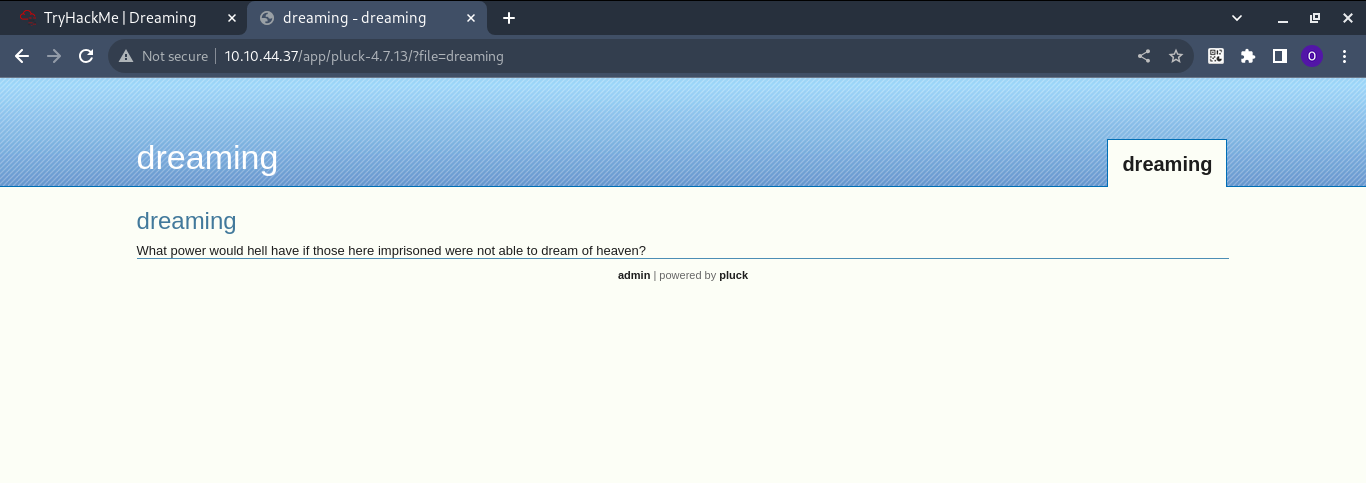 TryHackMe | Dreaming
dreaming - dreaming
Not secure 10.10.44.37/app/pluck-4.7.13/?file=dreaming
O
dreaming
dreaming
dreaming
What power would hell have if those here imprisoned were not able to dream of heaven?
admin | powered by pluck